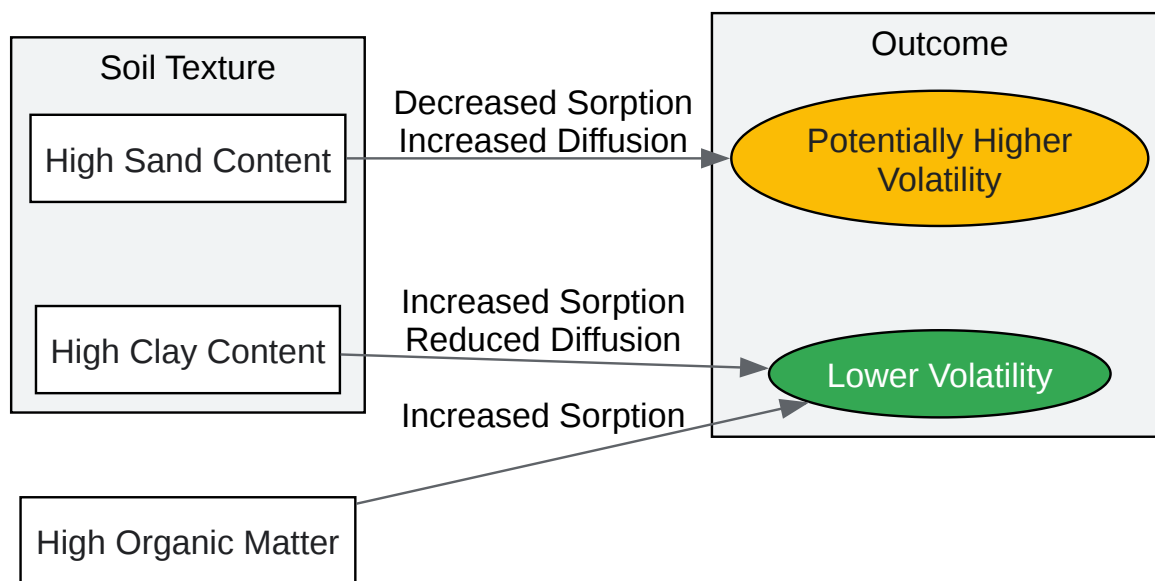 Soil Texture
High Sand Content
High Clay Content
High Organic Matter
Decreased Sorption
Increased Diffusion
Increased Sorption
Reduced Diffusion
Increased Sorption
Outcome
Potentially Higher
Volatility
Lower Volatility